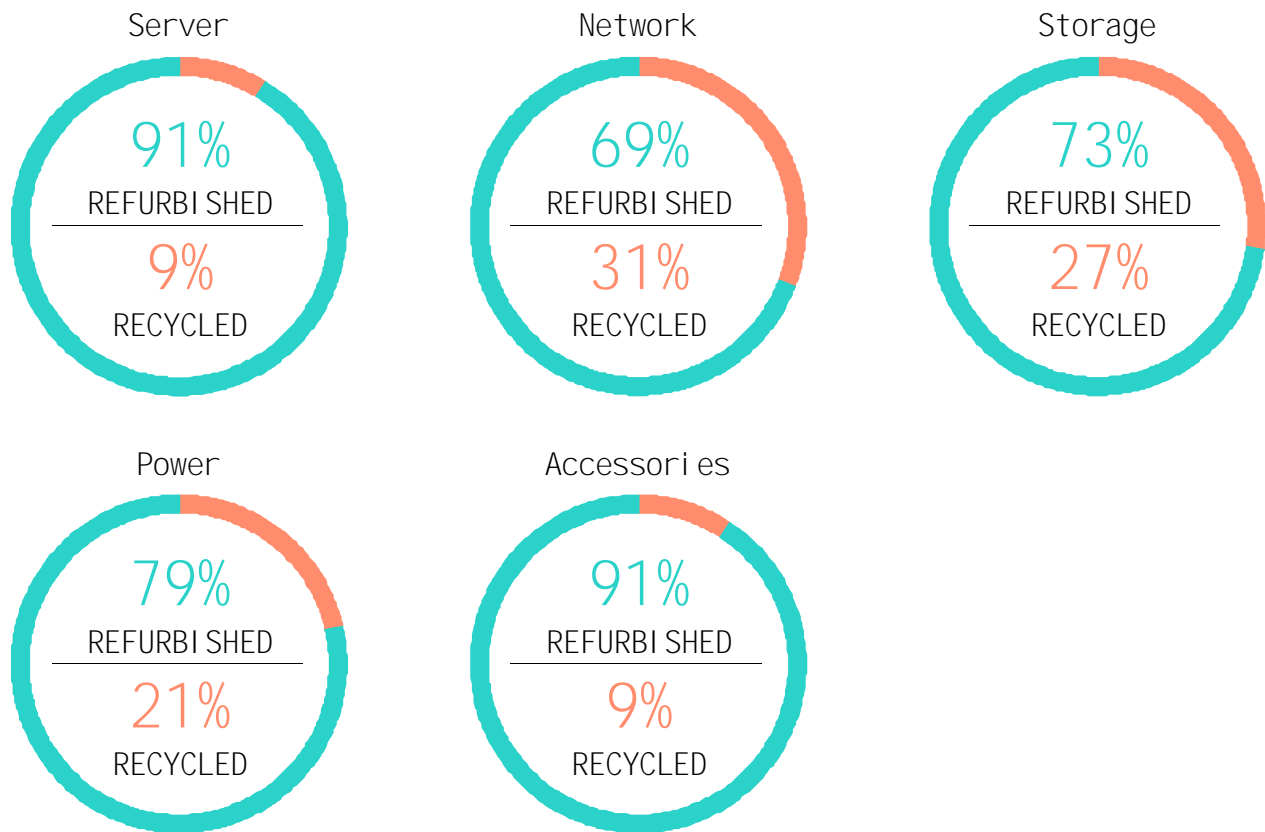 Server
91%
REFURBISHED
9%
RECYCLED
Network
69%
REFURBISHED
31%
RECYCLED
Storage
73%
REFURBISHED
27%
RECYCLED
Power
79%
REFURBISHED
21%
RECYCLED
Accessories
91%
REFURBISHED
9%
RECYCLED